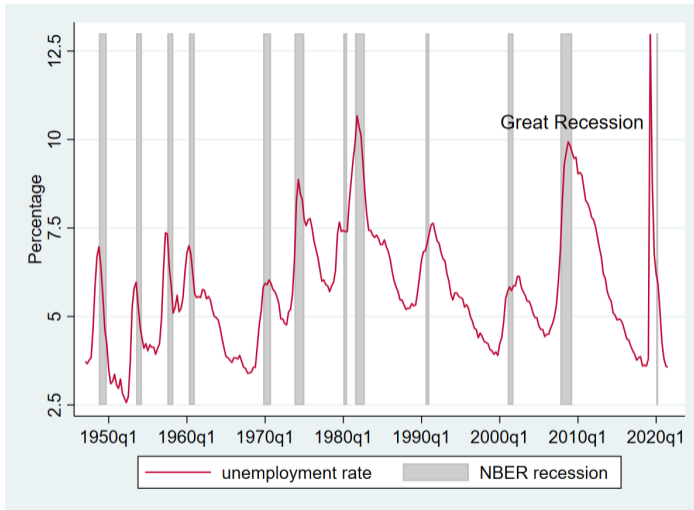 Percentage
12.5
10
7.5
5
2.5
Great Recession
1950q1 1960q1 1970q1 1980q1 1990q1 2000q1 2010q1 2020q1
unemployment rate NBER recession